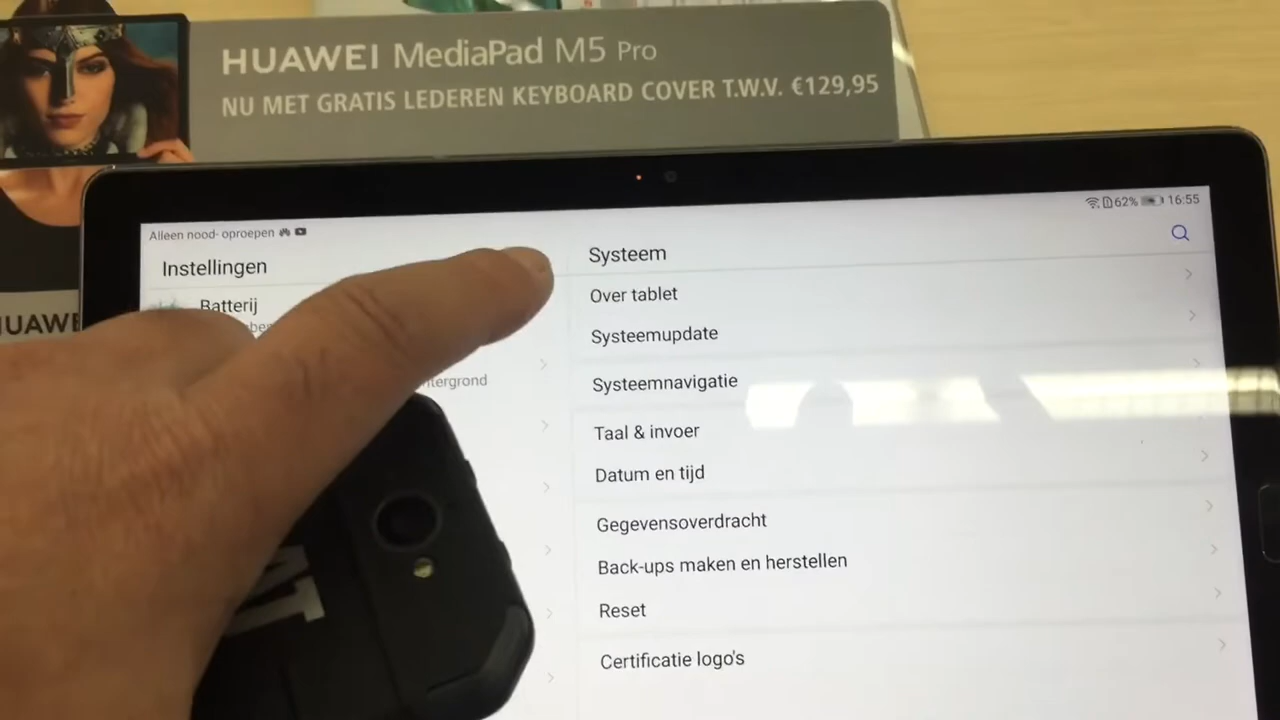 HUAWEI MediaPad M5 Pro
NU MET GRATIS LEDEREN KEYBOARD COVER T.W.V. €129,95
HUAWE
62% 16:55
Alleen nood- oproepen
Instellingen
Batterij
ntergrond
Systeem
Over tablet
Systeemupdate
Systeemnavigatie
Taal & invoer
Datum en tijd
Gegevensoverdracht
Back-ups maken en herstellen
Reset
Certificatie logo's